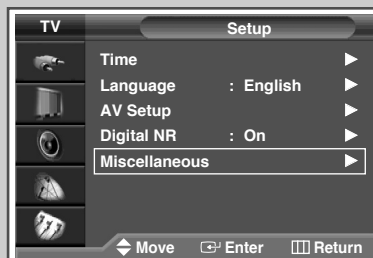 TV Setup
Time
Language : English
AV Setup
Digital NR : On
Miscellaneous
Move Enter Return